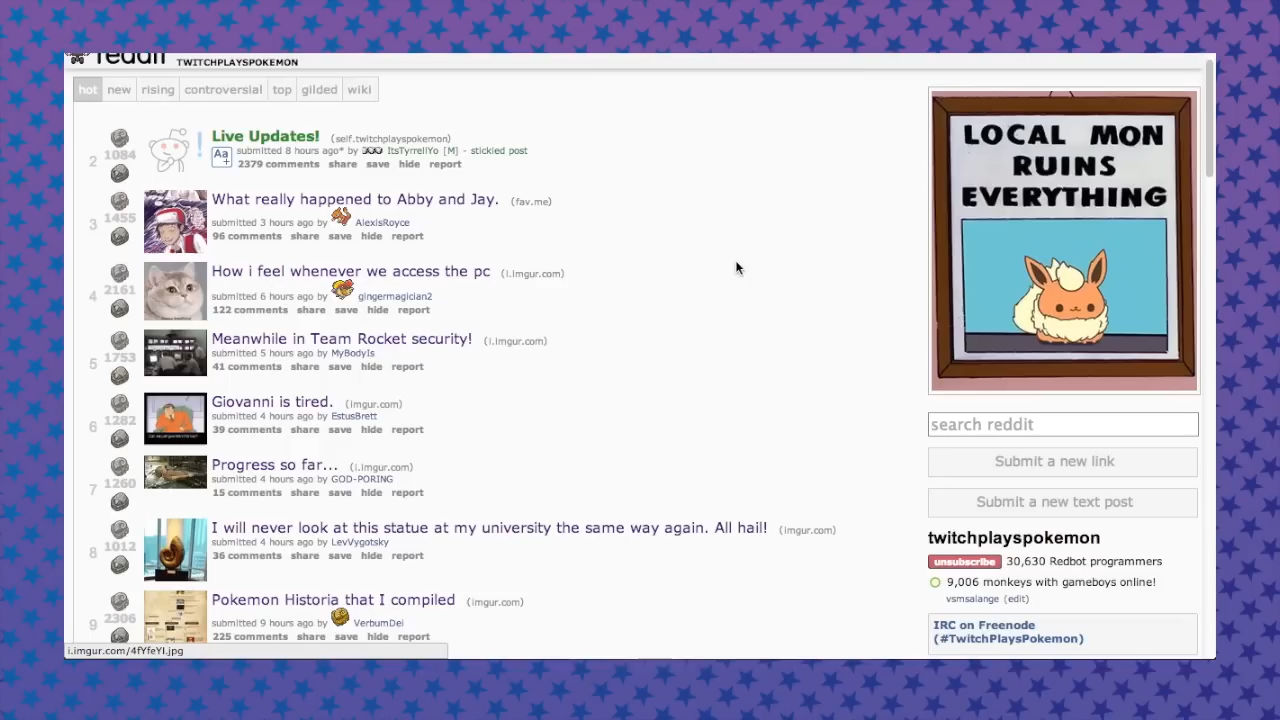 reddit TWITCHPLAYSPOKEMON
hot new rising controversial top gilded wiki
2 1084 Live Updates! (self.twitchplayspokemon)
Aa+ submitted 8 hours ago* by ItsTyrrellYo [M] - stickied post
2379 comments share save hide report
3 1455 What really happened to Abby and Jay. (fav.me)
submitted 3 hours ago by AlexisRoyce
96 comments share save hide report
4 2161 How i feel whenever we access the pc (i.imgur.com)
submitted 6 hours ago by gingermagician2
122 comments share save hide report
5 1753 Meanwhile in Team Rocket security! (i.imgur.com)
submitted 5 hours ago by MyBodyIs
41 comments share save hide report
6 1282 Giovanni is tired. (imgur.com)
submitted 4 hours ago by EstusBrett
39 comments share save hide report
7 1260 Progress so far... (i.imgur.com)
submitted 4 hours ago by GOD-PORING
15 comments share save hide report
8 1012 I will never look at this statue at my university the same way again. All hail! (imgur.com)
submitted 4 hours ago by LevVygotsky
36 comments share save hide report
9 2306 Pokemon Historia that I compiled (imgur.com)
submitted 9 hours ago by VerbumDei
225 comments share save hide report
i.imgur.com/4fYfeYI.jpg
LOCAL MON
RUINS
EVERYTHING
search reddit
Submit a new link
Submit a new text post
twitchplayspokemon
unsubscribe 30,630 Redbot programmers
9,006 monkeys with gameboys online!
vsmsalange (edit)
IRC on Freenode
(#TwitchPlaysPokemon)